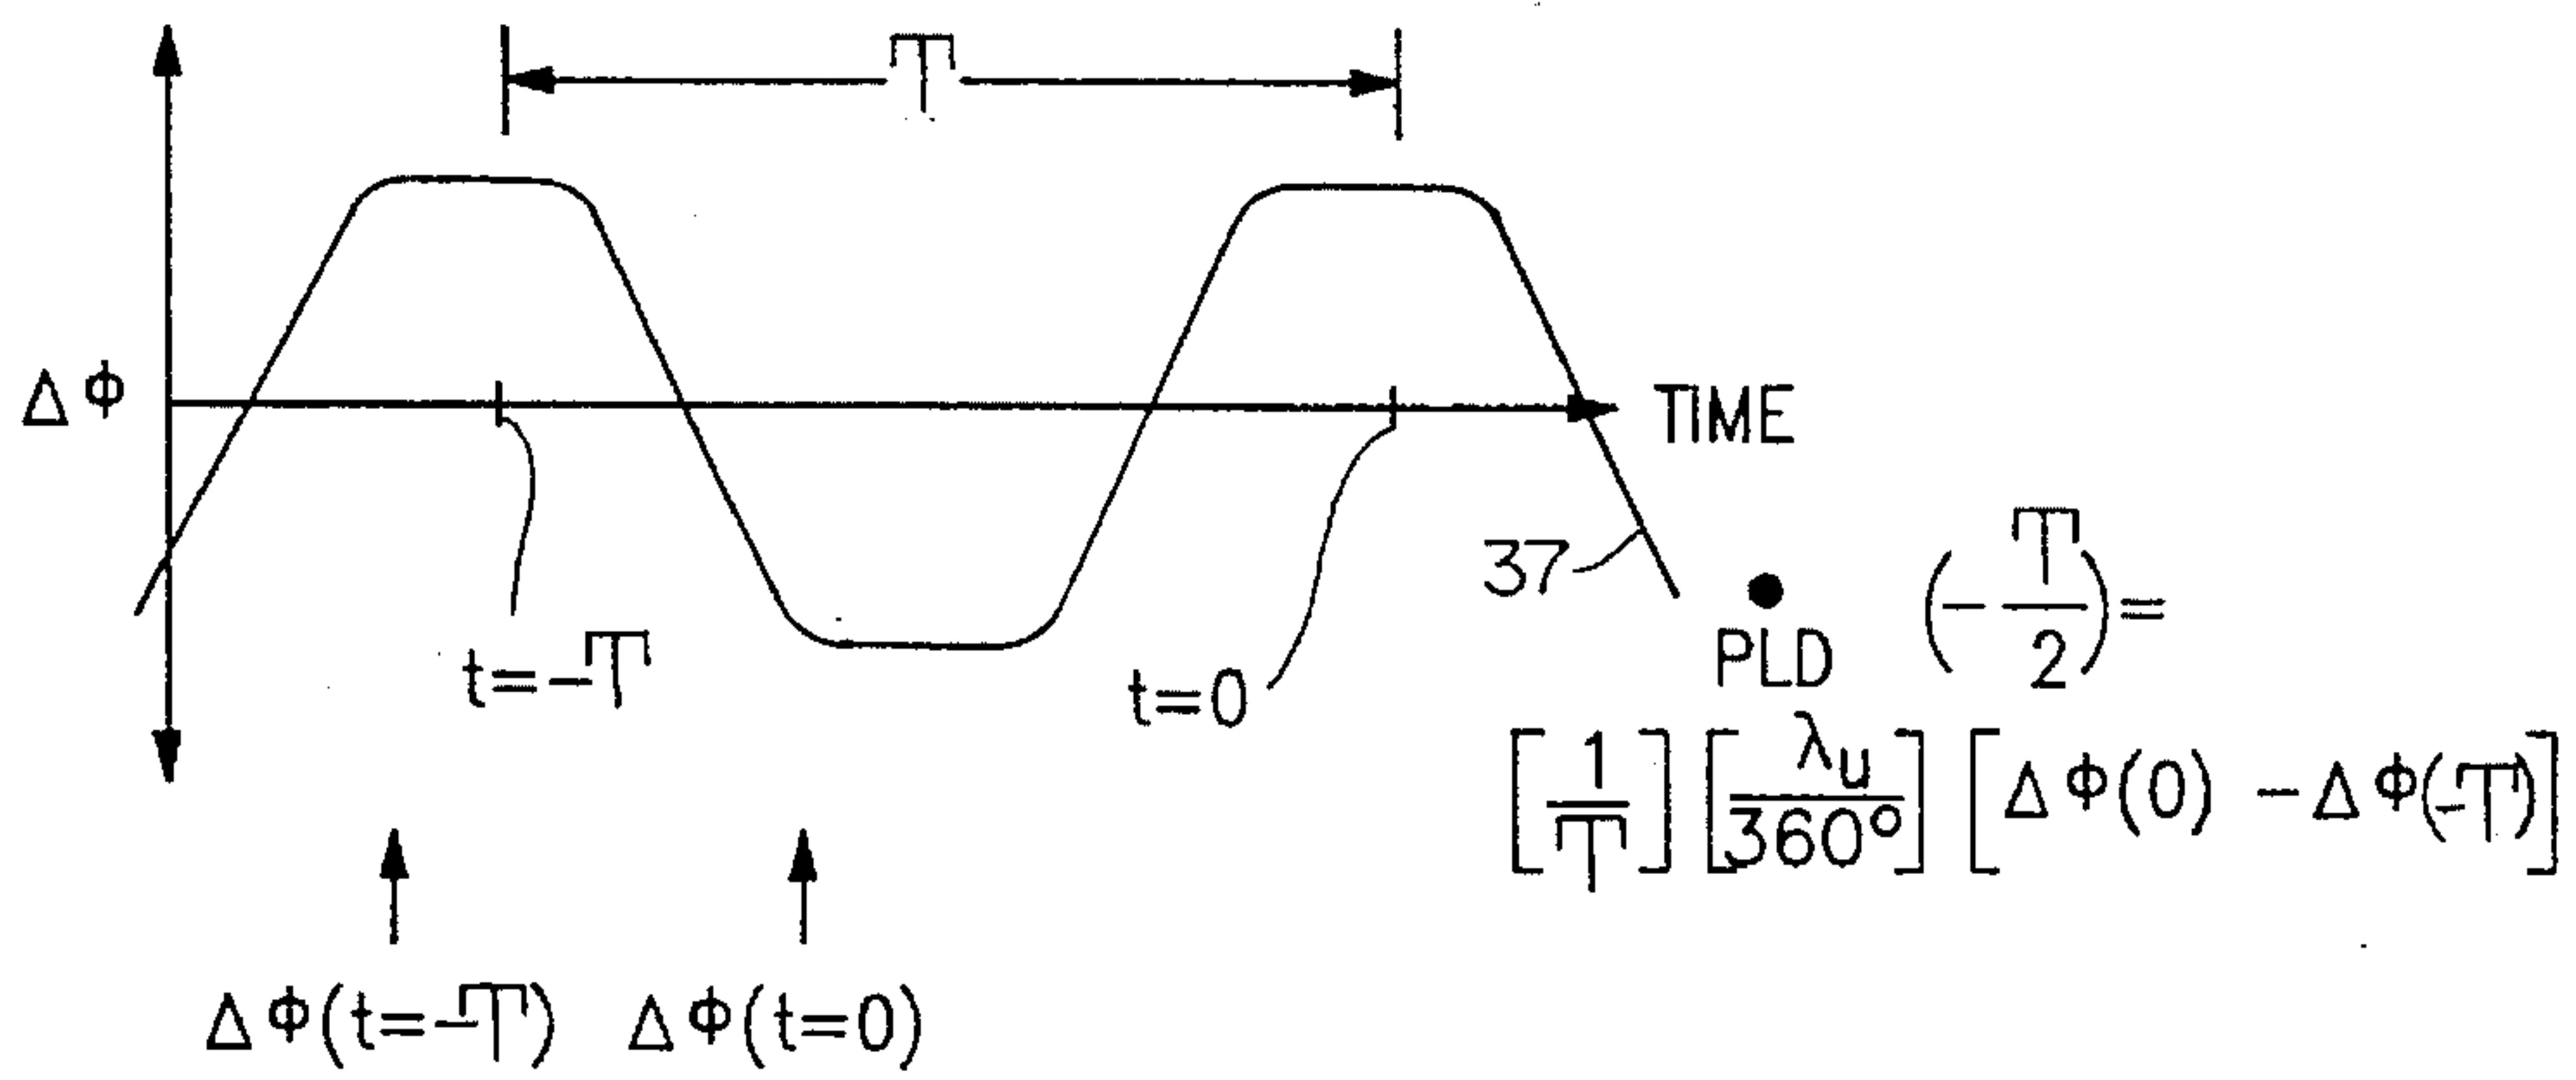 T
Δφ
TIME
37
t=-T
t=0
PLD (-T/2)=
[1/T] [λu/360°] [Δφ(0) -Δφ(-T)]
Δφ(t=-T) Δφ(t=0)